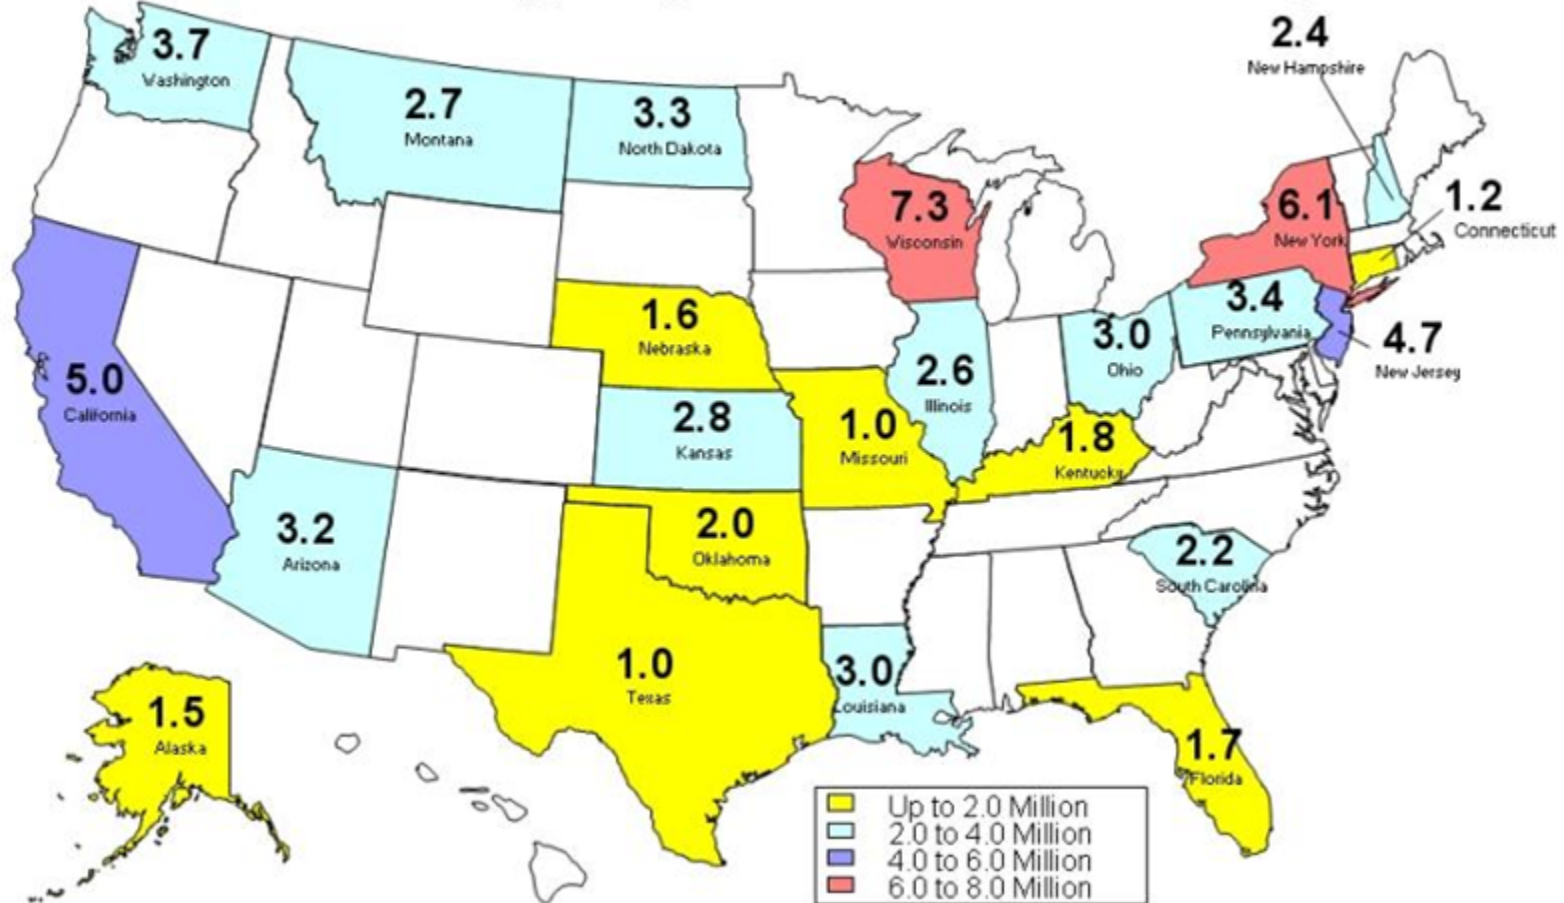 2.4
New Hampshire
3.7
Washington
2.7
Montana
3.3
North Dakota
7.3
Wisconsin
6.1
New York
1.2
Connecticut
1.6
Nebraska
3.4
Pennsylvania
4.7
New Jersey
5.0
California
2.8
Kansas
1.0
Missouri
2.6
Illinois
3.0
Ohio
1.8
Kentucky
3.2
Arizona
2.0
Oklahoma
2.2
South Carolina
1.0
Texas
3.0
Louisiana
1.5
Alaska
1.7
Florida
Up to 2.0 Million
2.0 to 4.0 Million
4.0 to 6.0 Million
6.0 to 8.0 Million